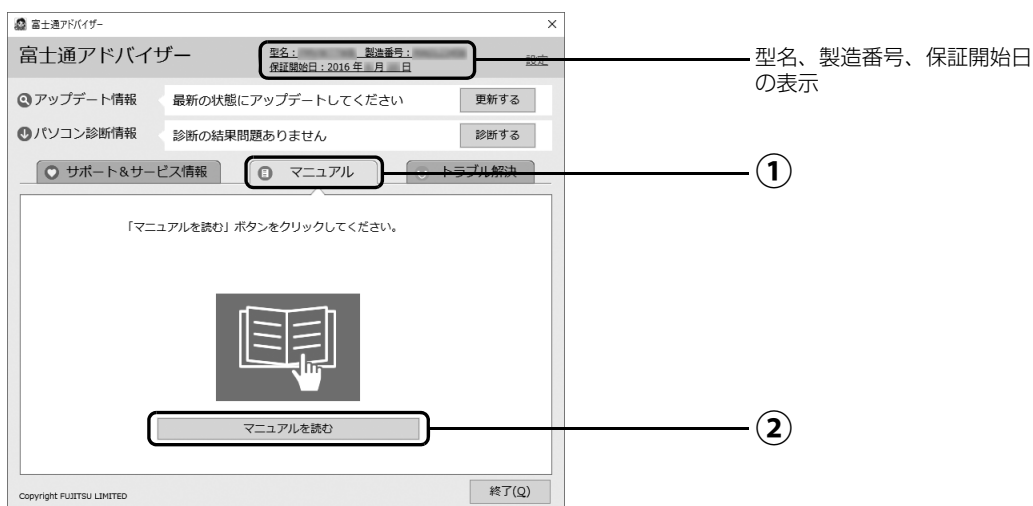 富士通アドバイザー ×
富士通アドバイザー
型名: 製造番号:
保証開始日:2016 年 月 日
設定
型名、製造番号、保証開始日
の表示
アップデート情報 最新の状態にアップデートしてください 更新する
パソコン診断情報 診断の結果問題ありません 診断する
サポート&サービス情報 マニュアル トラブル解決
①
「マニュアルを読む」ボタンをクリックしてください。
マニュアルを読む
②
Copyright FUJITSU LIMITED
終了(Q)